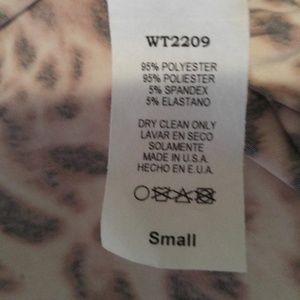 WT2209
95% POLYESTER
95% POLIESTER
5% SPANDEX
5% ELASTANO
DRY CLEAN ONLY
LAVAR EN SECO
SOLAMENTE
MADE IN U.S.A.
HECHO EN E.U.A.
Small